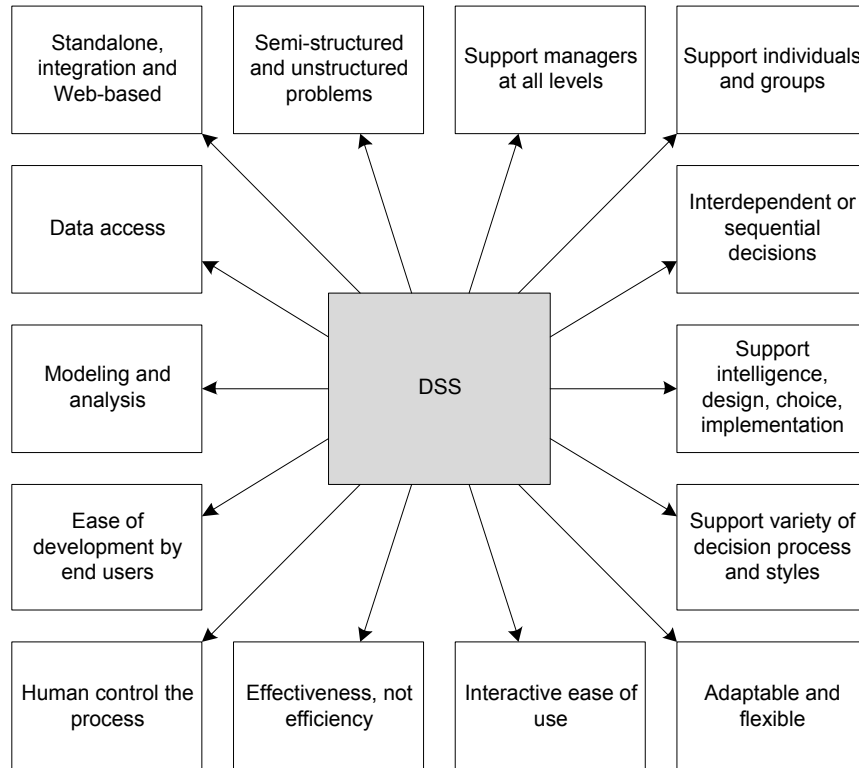 Standalone,
integration and
Web-based
Semi-structured
and unstructured
problems
Support managers
at all levels
Support individuals
and groups
Data access
Interdependent or
sequential
decisions
Modeling and
analysis
DSS
Support
intelligence,
design, choice,
implementation
Ease of
development by
end users
Support variety of
decision process
and styles
Human control the
process
Effectiveness, not
efficiency
Interactive ease of
use
Adaptable and
flexible